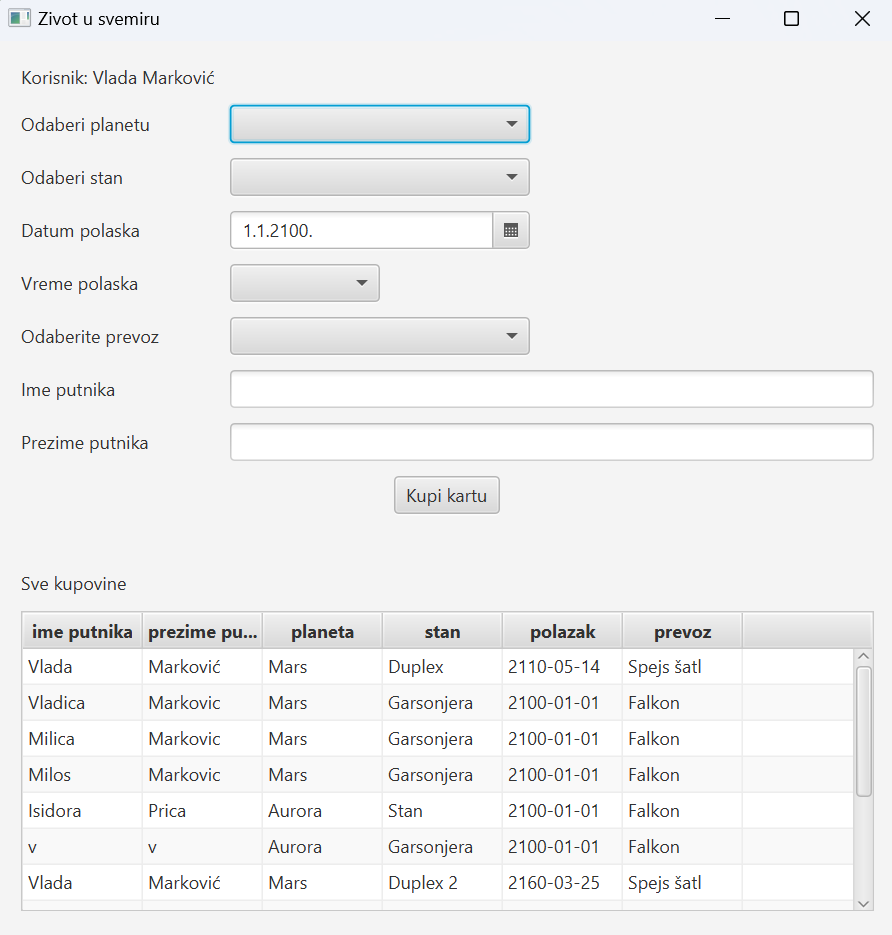 Zivot u svemiru
Korisnik: Vlada Marković
Odaberi planetu
Odaberi stan
Datum polaska 1.1.2100.
Vreme polaska
Odaberite prevoz
Ime putnika
Prezime putnika
Kupi kartu
Sve kupovine
ime putnika prezime pu... planeta stan polazak prevoz
Vlada Marković Mars Duplex 2110-05-14 Spejs šatl
Vladica Markovic Mars Garsonjera 2100-01-01 Falkon
Milica Markovic Mars Garsonjera 2100-01-01 Falkon
Milos Markovic Mars Garsonjera 2100-01-01 Falkon
Isidora Prica Aurora Stan 2100-01-01 Falkon
v v Aurora Garsonjera 2100-01-01 Falkon
Vlada Marković Mars Duplex 2 2160-03-25 Spejs šatl